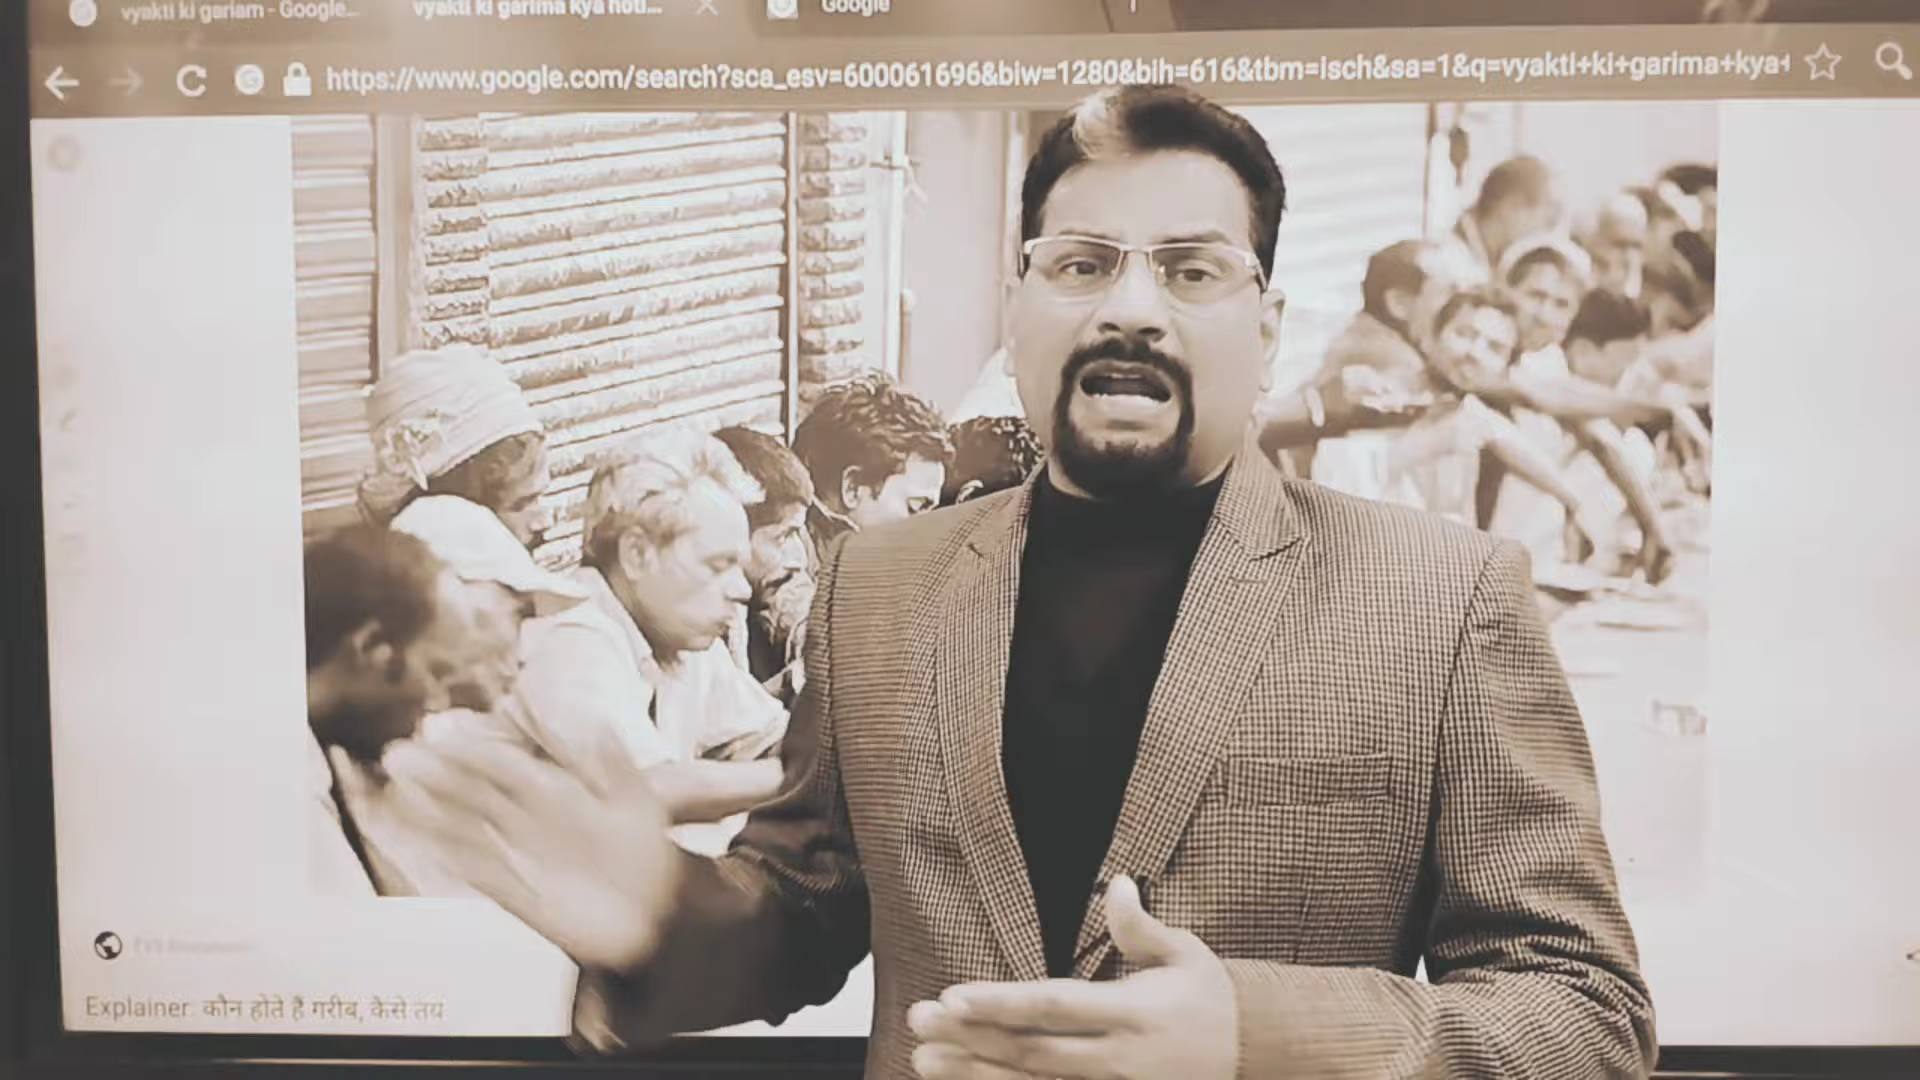 vyakti ki gariam - Google...
vyakti ki garima kya hoti...
Google
https://www.google.com/search?sca_esv=600061696&biw=1280&bih=616&tbm=isch&sa=1&q=vyakti+ki+garima+kya+
Explainer कौन होते हैं गरीब, कैसे तय